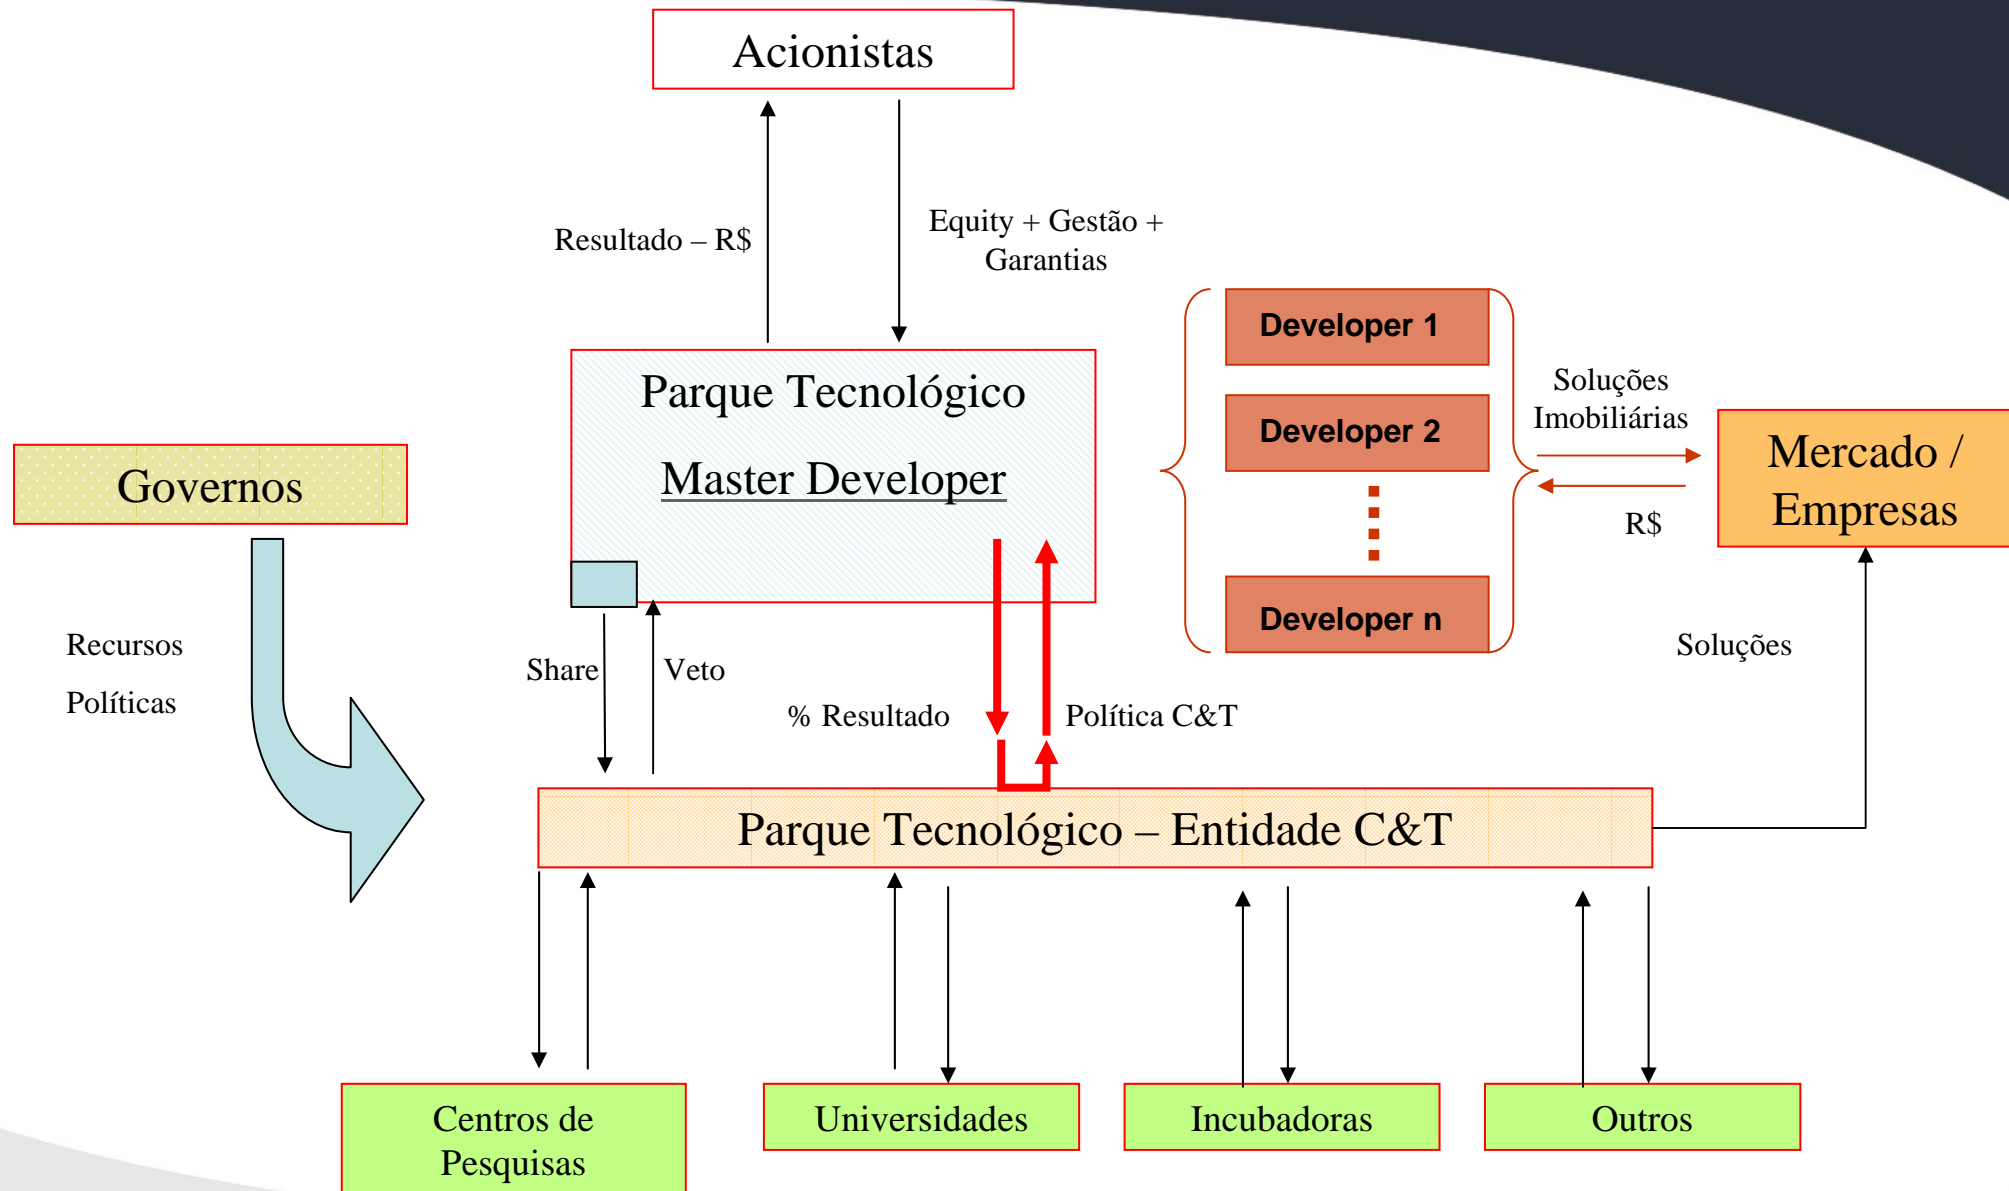 Acionistas
Resultado – R$
Equity + Gestão +
Garantias
Parque Tecnológico
Master Developer
Developer 1
Developer 2
Developer n
Soluções
Imobiliárias
R$
Mercado /
Empresas
Governos
Recursos
Políticas
Share
Veto
% Resultado
Política C&T
Soluções
Parque Tecnológico – Entidade C&T
Centros de
Pesquisas
Universidades
Incubadoras
Outros